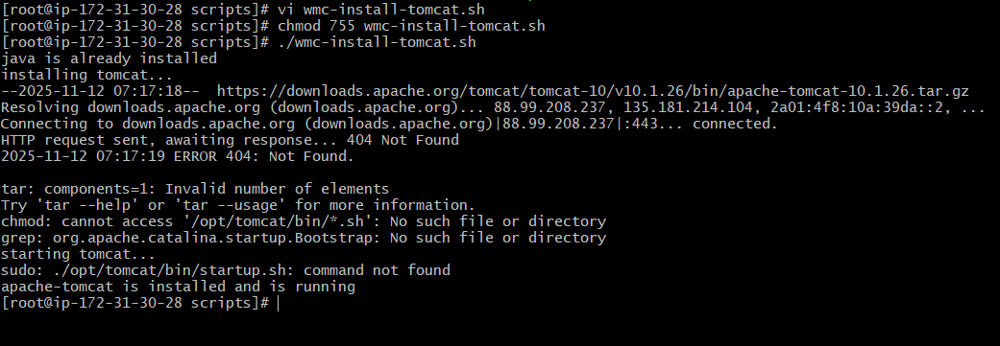 [root@ip-172-31-30-28 scripts]# vi wmc-install-tomcat.sh
[root@ip-172-31-30-28 scripts]# chmod 755 wmc-install-tomcat.sh
[root@ip-172-31-30-28 scripts]# ./wmc-install-tomcat.sh
java is already installed
installing tomcat...
--2025-11-12 07:17:18--  https://downloads.apache.org/tomcat/tomcat-10/v10.1.26/bin/apache-tomcat-10.1.26.tar.gz
Resolving downloads.apache.org (downloads.apache.org)... 88.99.208.237, 135.181.214.104, 2a01:4f8:10a:39da::2, ...
Connecting to downloads.apache.org (downloads.apache.org)|88.99.208.237|:443... connected.
HTTP request sent, awaiting response... 404 Not Found
2025-11-12 07:17:19 ERROR 404: Not Found.

tar: components=1: Invalid number of elements
Try 'tar --help' or 'tar --usage' for more information.
chmod: cannot access '/opt/tomcat/bin/*.sh': No such file or directory
grep: org.apache.catalina.startup.Bootstrap: No such file or directory
starting tomcat...
sudo: ./opt/tomcat/bin/startup.sh: command not found
apache-tomcat is installed and is running
[root@ip-172-31-30-28 scripts]#